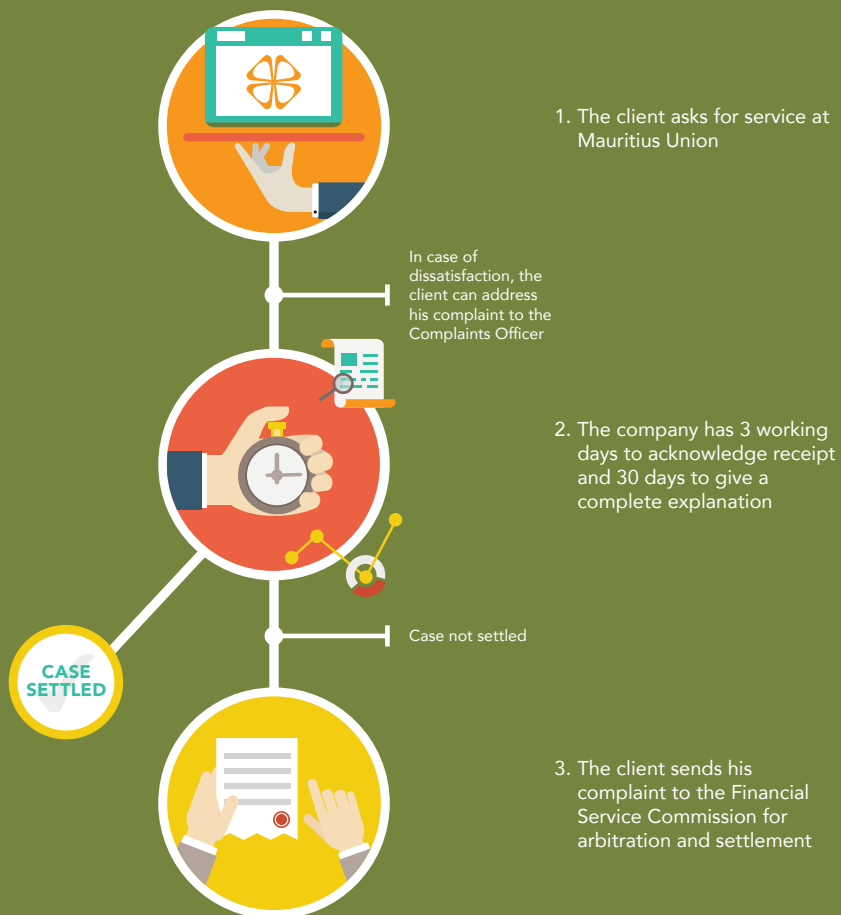 1. The client asks for service at
Mauritius Union
In case of
dissatisfaction, the
client can address
his complaint to the
Complaints Officer
2. The company has 3 working
days to acknowledge receipt
and 30 days to give a
complete explanation
Case not settled
CASE
SETTLED
3. The client sends his
complaint to the Financial
Service Commission for
arbitration and settlement